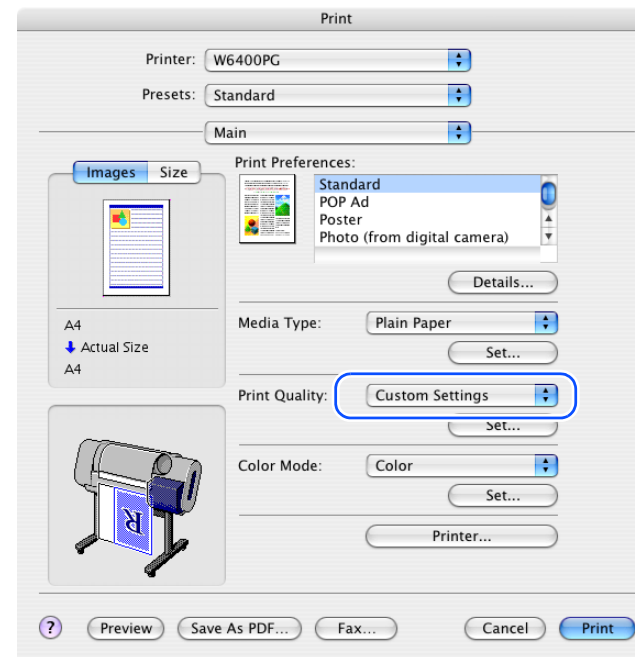 Print
Printer: W6400PG
Presets: Standard
Main
Images Size
A4
Actual Size
A4
Print Preferences:
Standard
POP Ad
Poster
Photo (from digital camera)
Details...
Media Type: Plain Paper
Set...
Print Quality: Custom Settings
Set...
Color Mode: Color
Set...
Printer...
R
? Preview Save As PDF... Fax... Cancel Print